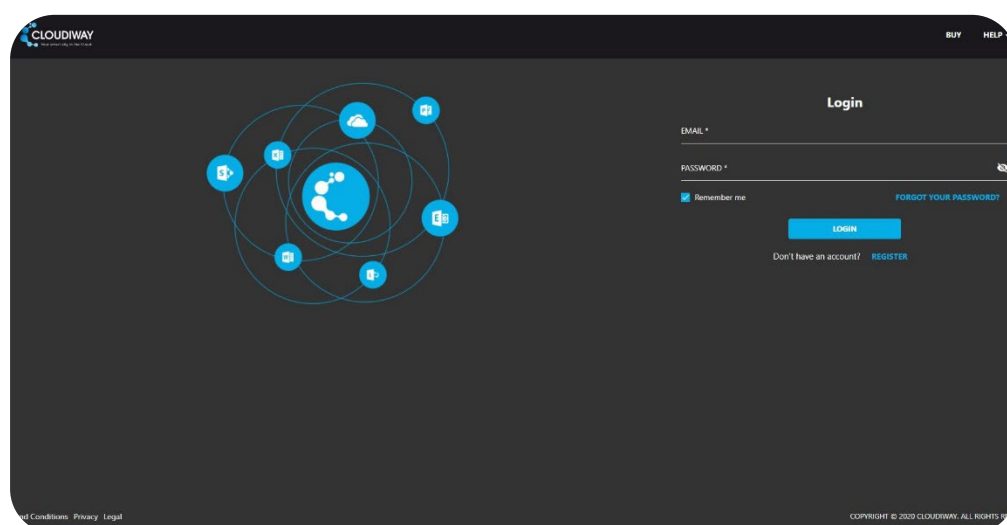 CLOUDIWAY
BUY HELP
Login
EMAIL *
PASSWORD *
Remember me
FORGOT YOUR PASSWORD?
LOGIN
Don't have an account? REGISTER
nd Conditions Privacy Legal
COPYRIGHT © 2020 CLOUDIWAY. ALL RIGHTS R